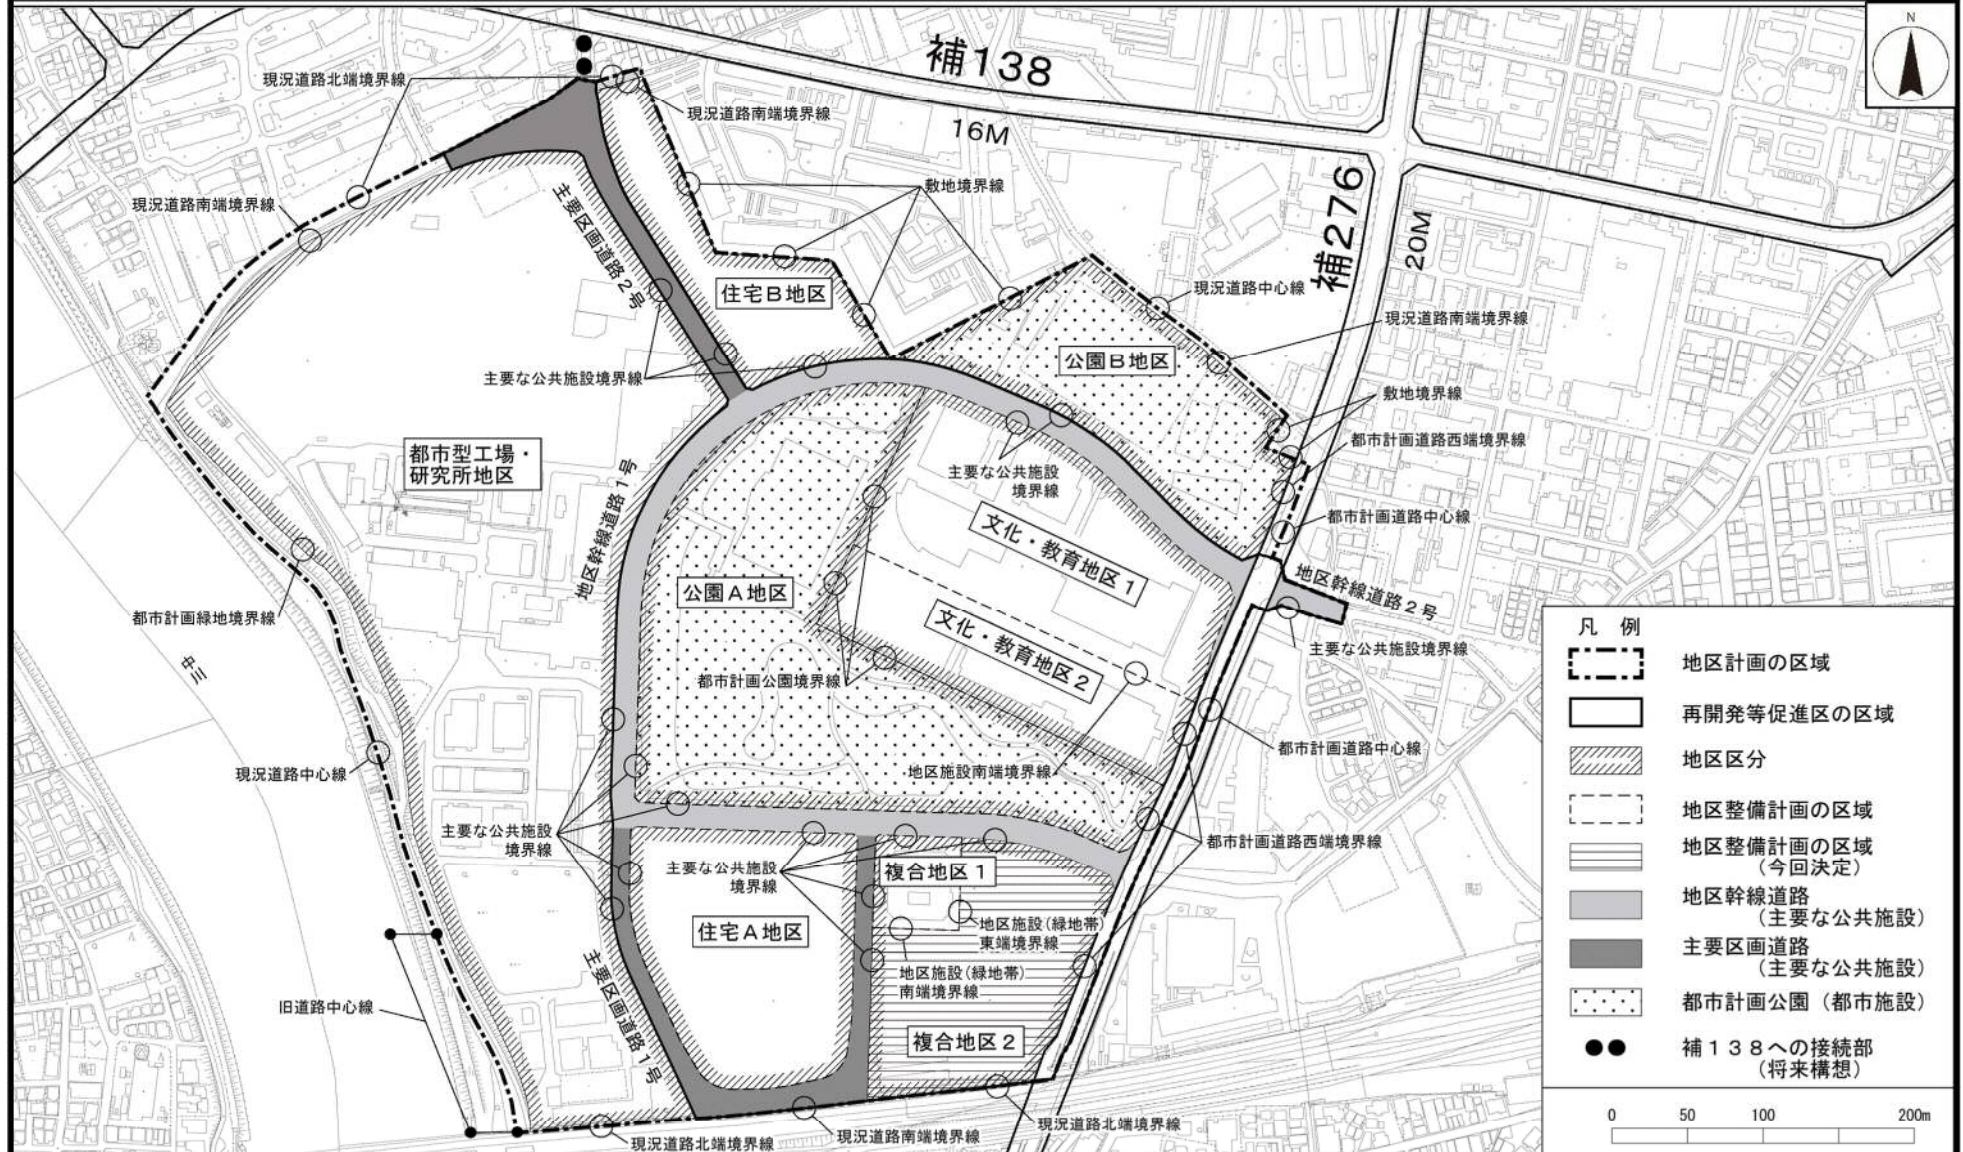 N
補138
16M
補276
20M
現況道路北端境界線
現況道路南端境界線
敷地境界線
現況道路南端境界線
主要区画道路2号
住宅B地区
現況道路中心線
現況道路南端境界線
公園B地区
主要な公共施設境界線
敷地境界線
都市計画道路西端境界線
都市型工場・
研究所地区
地区幹線道路1号
主要な公共施設
境界線
都市計画道路中心線
文化・教育地区1
地区幹線道路2号
公園A地区
都市計画緑地境界線
文化・教育地区2
主要な公共施設境界線
中川
都市計画公園境界線
都市計画道路中心線
現況道路中心線
地区施設南端境界線
主要な公共施設
境界線
都市計画道路西端境界線
主要な公共施設
境界線
複合地区1
住宅A地区
地区施設(緑地帯)
東端境界線
地区施設(緑地帯)
南端境界線
主要区画道路1号
旧道路中心線
複合地区2
現況道路北端境界線
現況道路南端境界線
現況道路北端境界線
凡 例
地区計画の区域
再開発等促進区の区域
地区区分
地区整備計画の区域
地区整備計画の区域
(今回決定)
地区幹線道路
(主要な公共施設)
主要区画道路
(主要な公共施設)
都市計画公園(都市施設)
補138への接続部
(将来構想)
0 50 100 200m